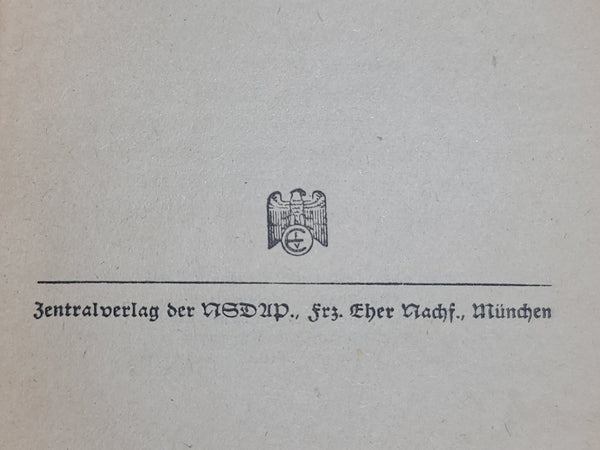 Zentralverlag der NSDAP., Frz. Eher Nachf., München